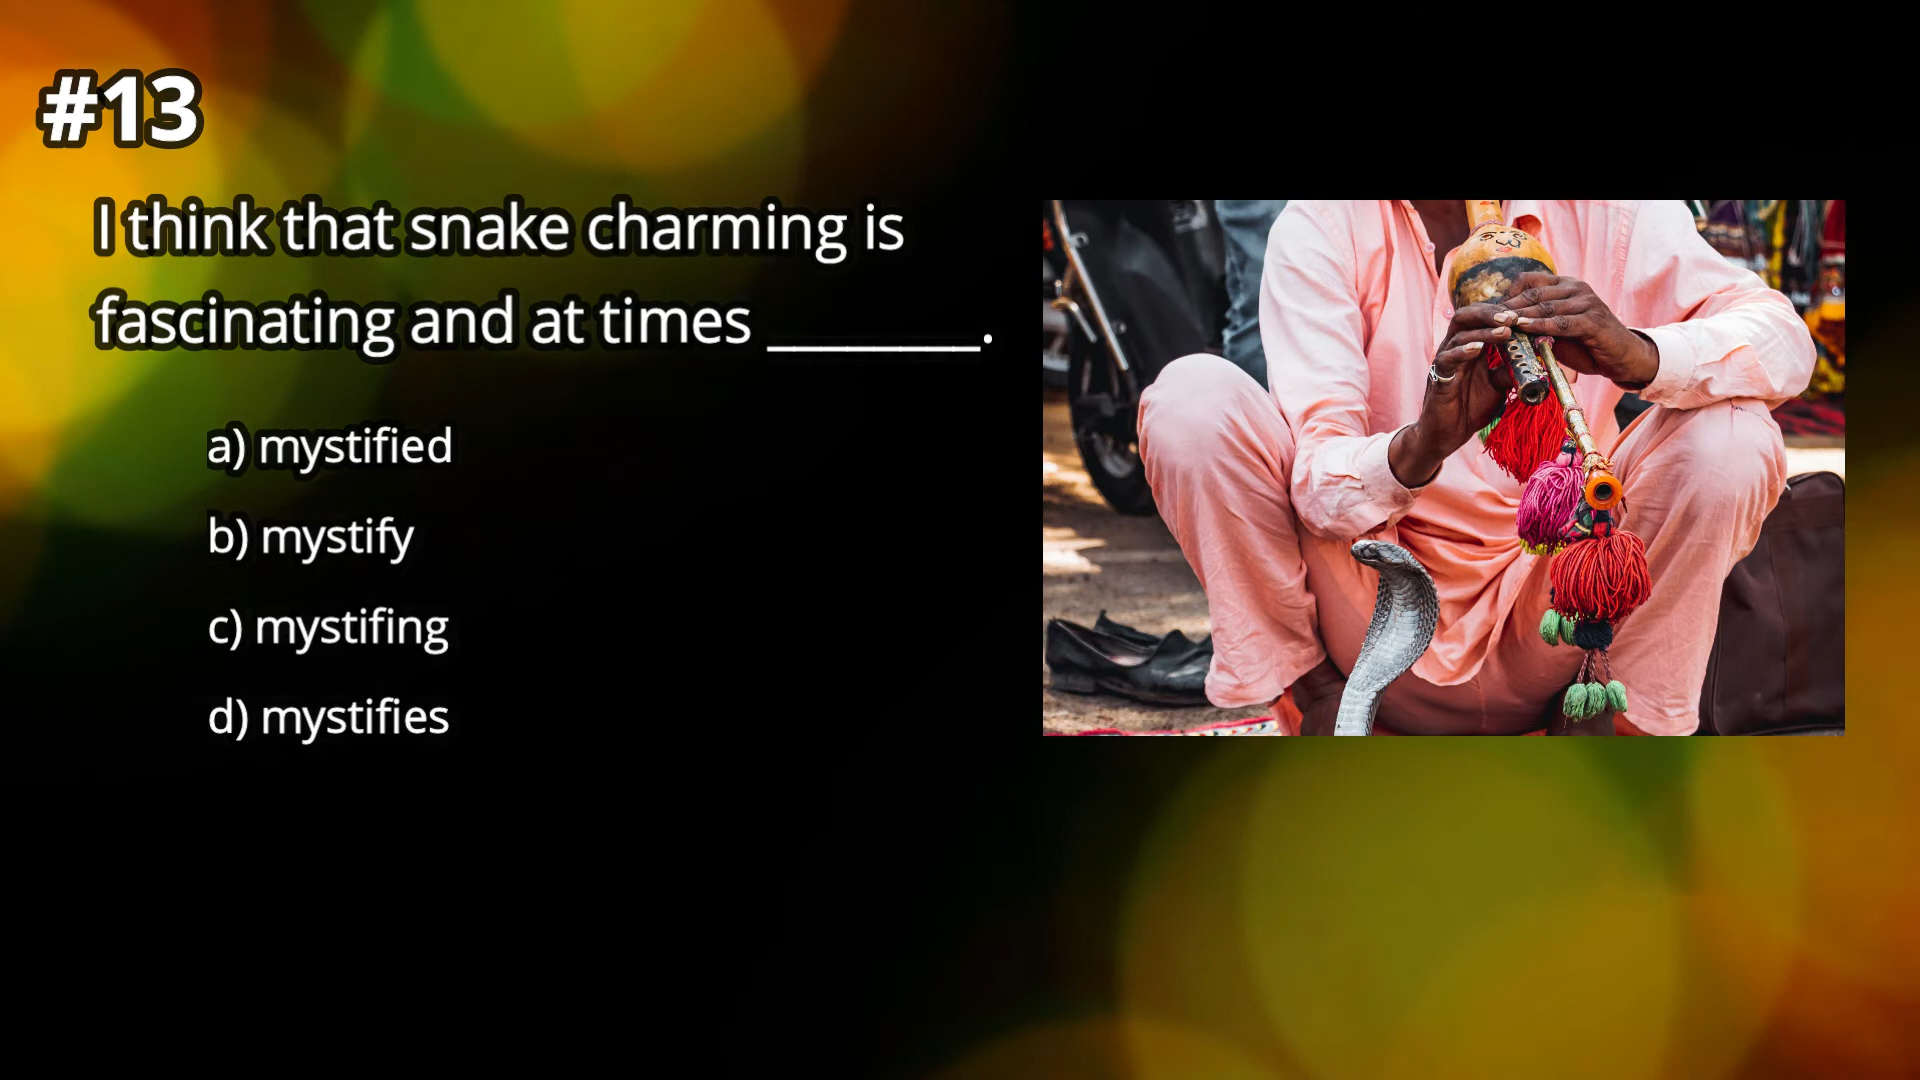 #13
I think that snake charming is
fascinating and at times ________.
a) mystified
b) mystify
c) mystifing
d) mystifies